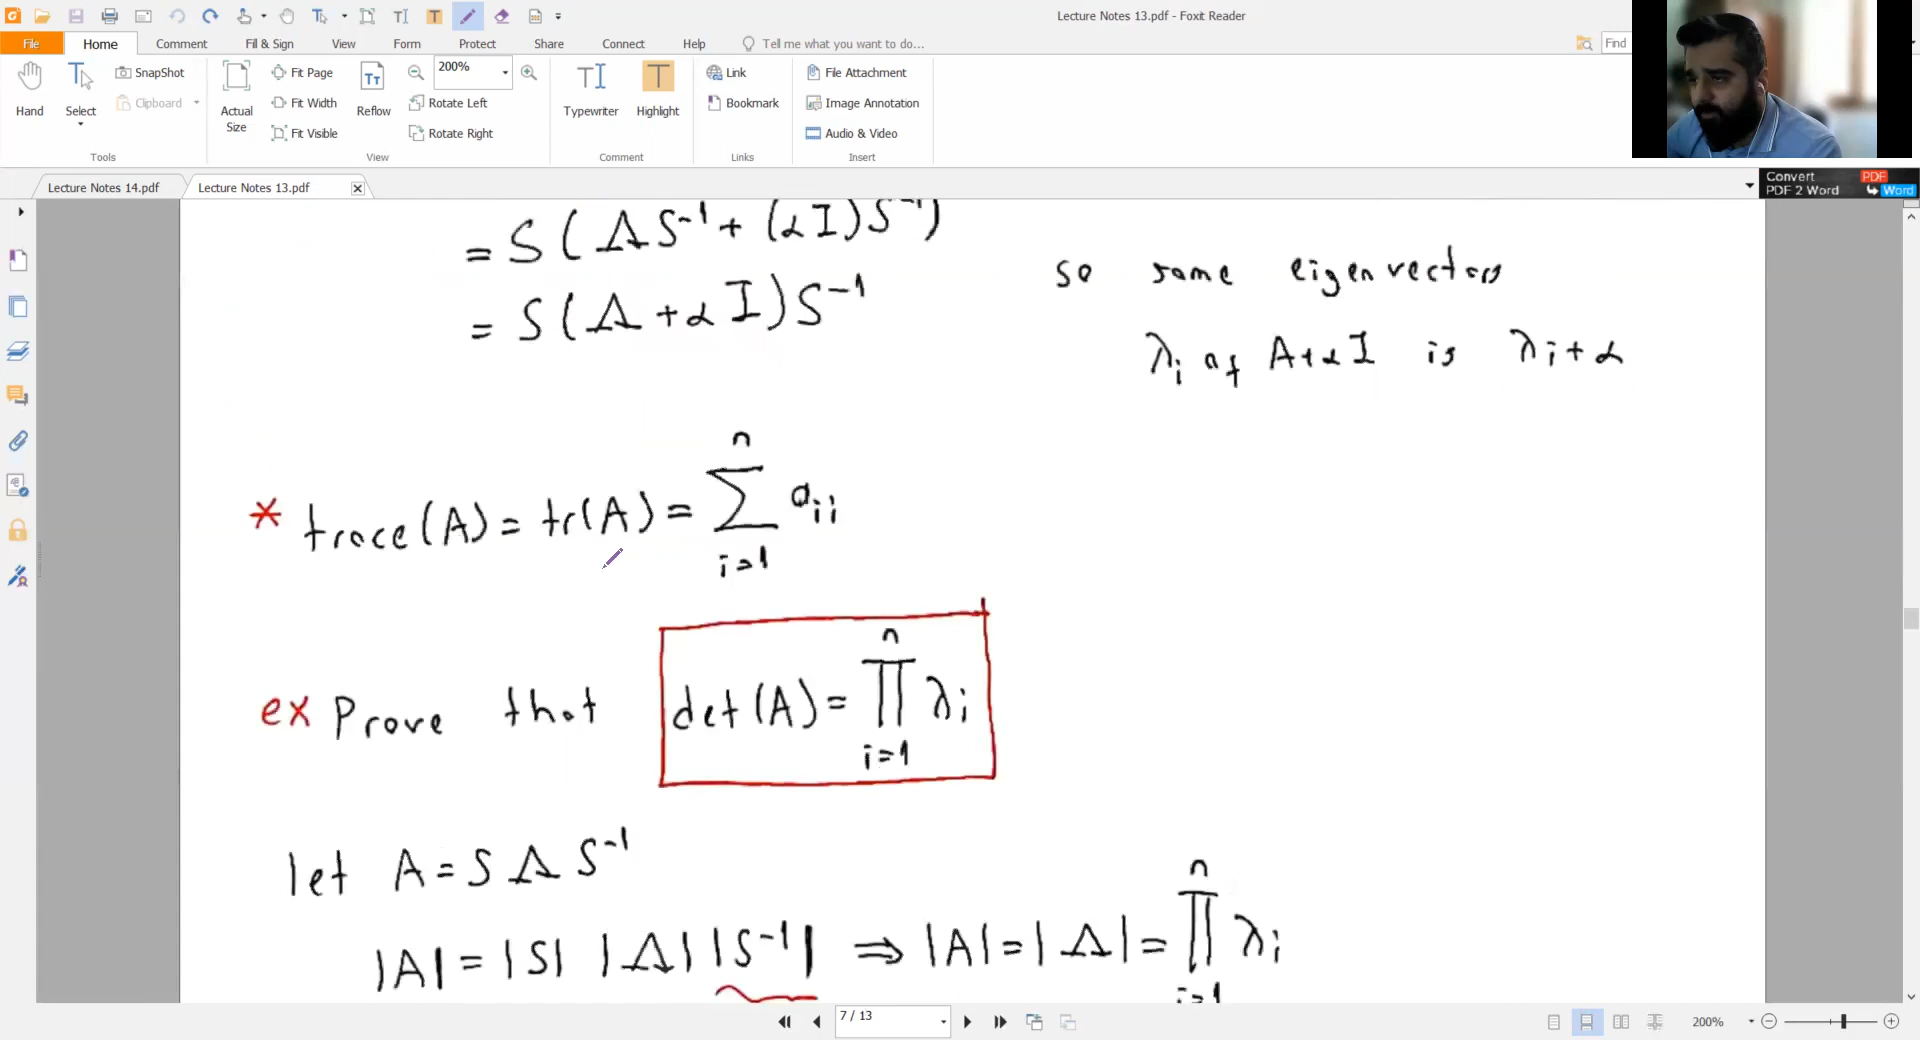 Lecture Notes 13.pdf - Foxit Reader
File Home Comment Fill & Sign View Form Protect Share Connect Help Tell me what you want to do... Find
Hand
Select
SnapShot
Clipboard
Actual Size
Fit Page
Fit Width
Fit Visible
Reflow
200%
Rotate Left
Rotate Right
Typewriter
Highlight
Link
Bookmark
File Attachment
Image Annotation
Audio & Video
Tools View Comment Links Insert
Lecture Notes 14.pdf Lecture Notes 13.pdf
Convert PDF
PDF 2 Word Word
= S(ΛS⁻¹ + (αI)S⁻¹)
= S(Λ + αI)S⁻¹
so same eigenvectors
λi of A+αI is λi+α
* trace(A) = tr(A) = ∑ i=1 n aii
ex Prove that det(A) = ∏ i=1 n λi
let A = S Λ S⁻¹
|A| = |S| |Λ| |S⁻¹| ⇒ |A| = |Λ| = ∏ i=1 n λi
7 / 13
200%